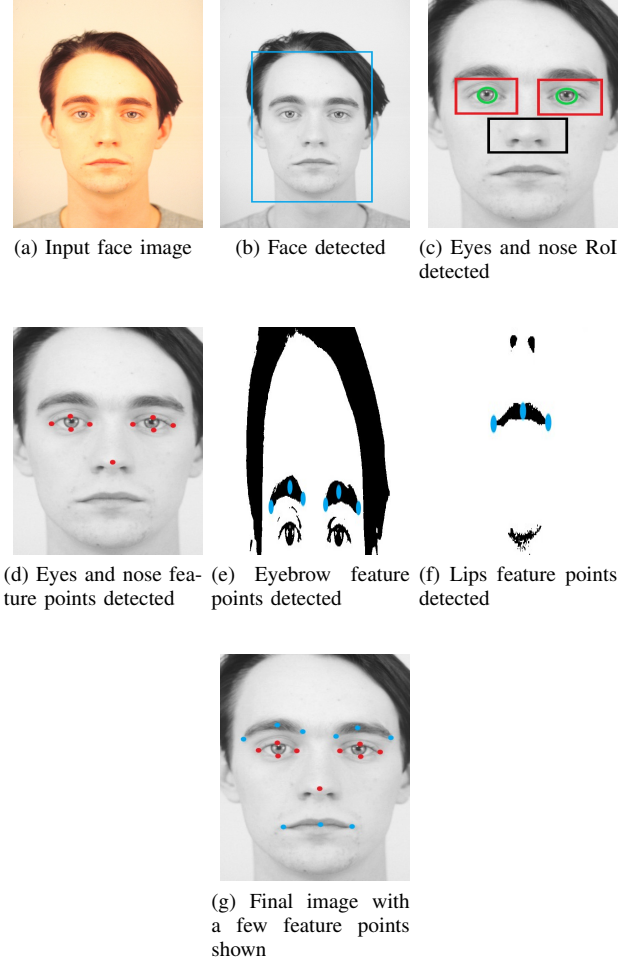 (a) Input face image
(b) Face detected
(c) Eyes and nose RoI
detected
(d) Eyes and nose fea-
ture points detected
(e) Eyebrow feature
points detected
(f) Lips feature points
detected
(g) Final image with
a few feature points
shown